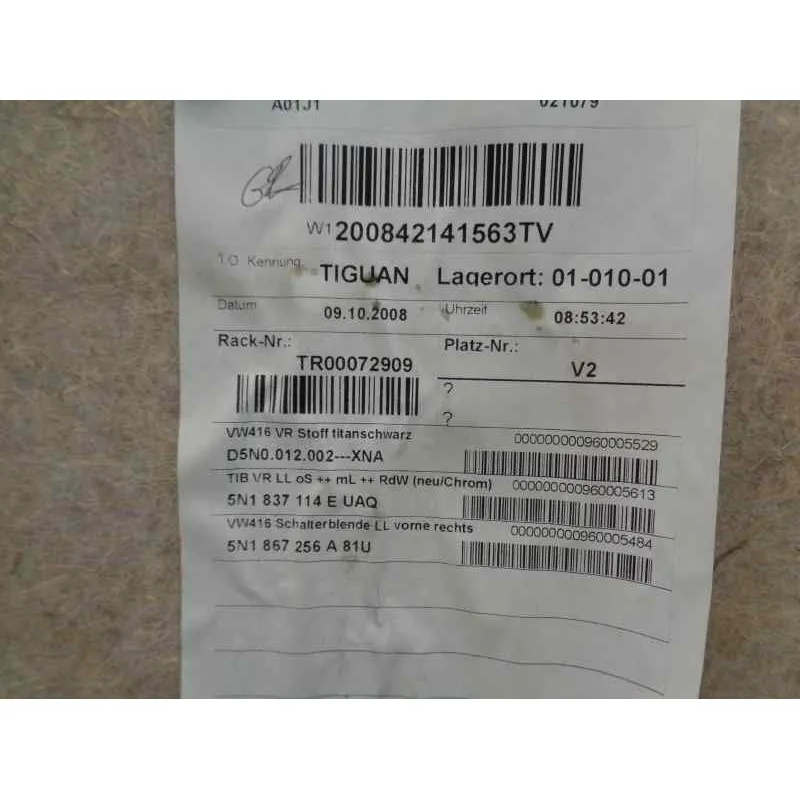 A01J1 021079
W1 200842141563TV
T.O. Kennung: TIGUAN Lagerort: 01-010-01
Datum 09.10.2008 Uhrzeit 08:53:42
Rack-Nr.: Platz-Nr.:
TR00072909 V2
?
?
VW416 VR Stoff titanschwarz 000000000960005529
D5N0.012.002---XNA
TIB VR LL oS ++ mL ++ RdW (neu/Chrom) 000000000960005613
5N1 837 114 E UAQ
VW416 Schalterblende LL vorne rechts 000000000960005484
5N1 867 256 A 81U